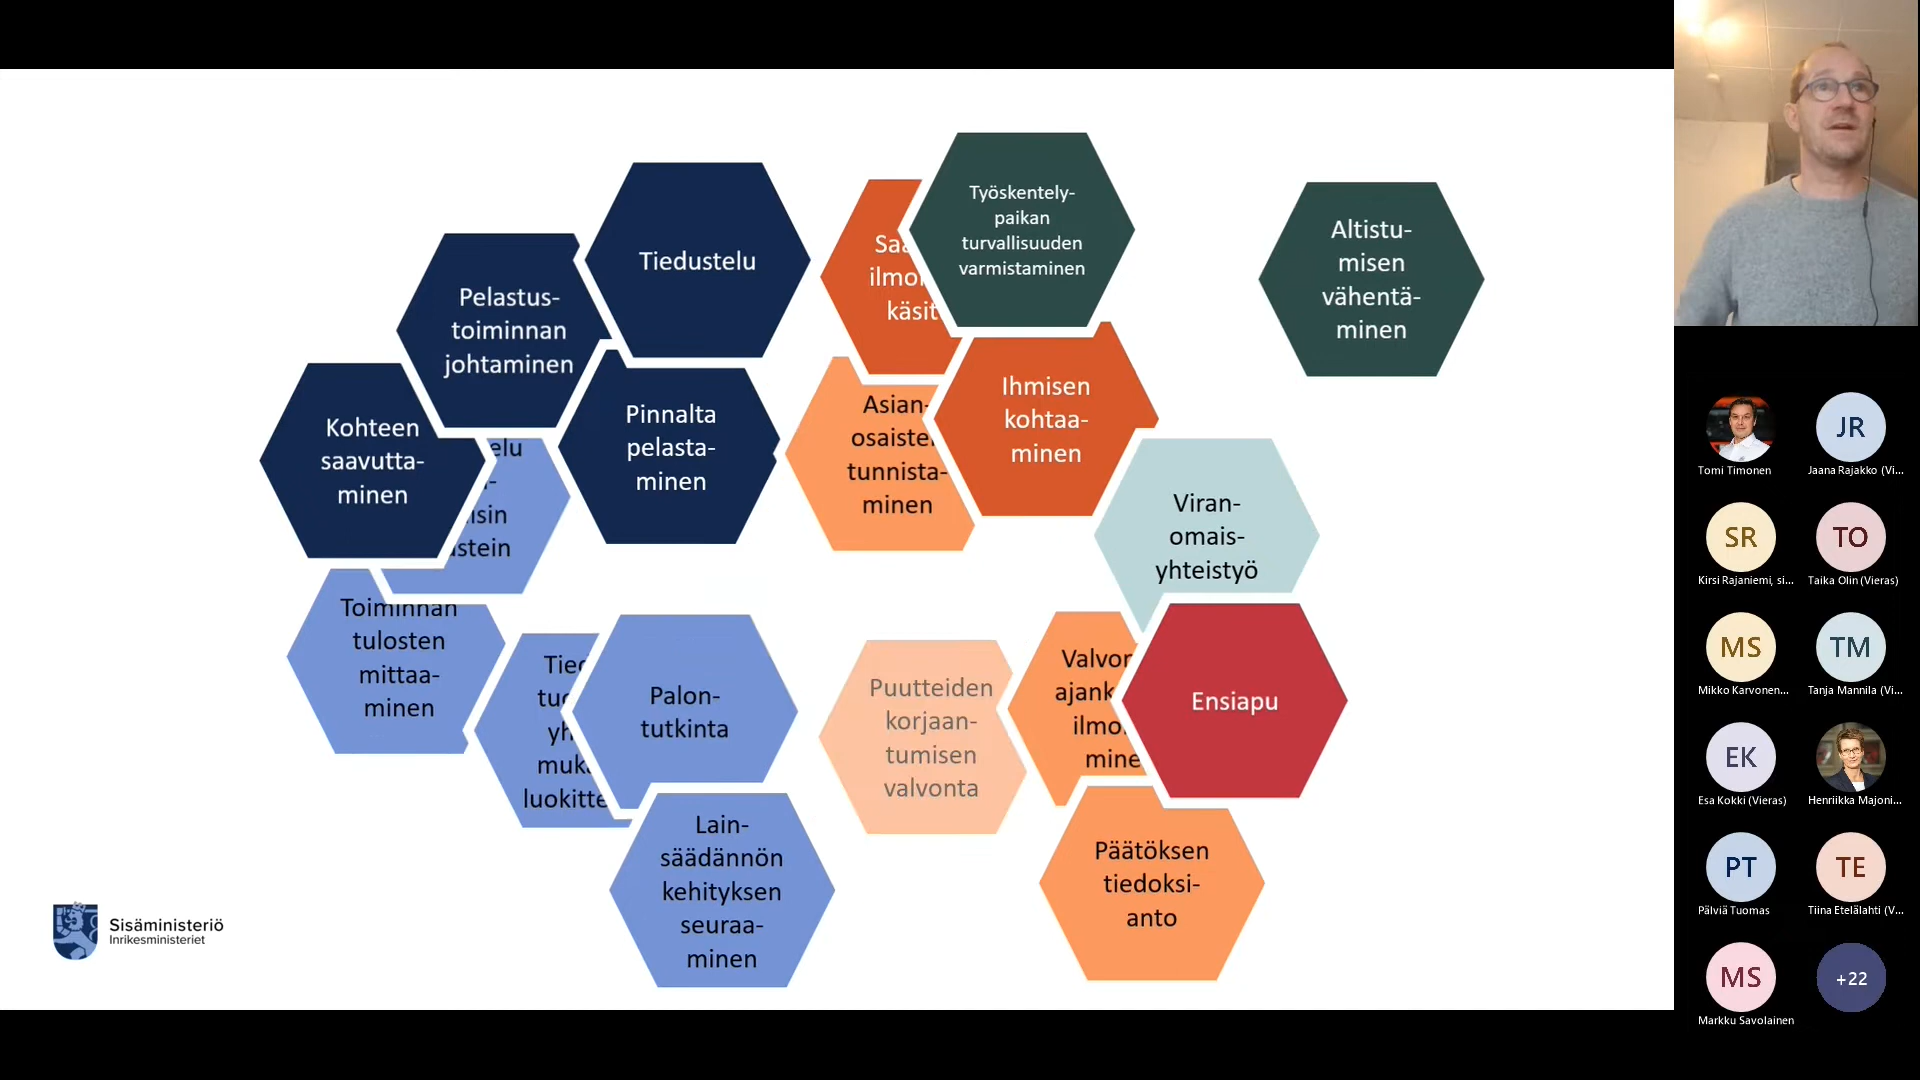 Tiedustelu
Pelastus-
toiminnan
johtaminen
Kohteen
saavutta-
minen
Pinnalta
pelasta-
minen
Työskentely-
paikan
turvallisuuden
varmistaminen
Altistu-
misen
vähentä-
minen
Asian-
tunnista-
minen
Ihmisen
kohtaa-
minen
Viran-
omais-
yhteistyö
Toiminnan
tulosten
mittaa-
minen
Palon-
tutkinta
Puutteiden
korjaan-
tumisen
valvonta
Ensiapu
Lain-
säädännön
kehityksen
seuraa-
minen
Päätöksen
tiedoksi-
anto
Sisäministeriö
Inrikesministeriet
Tomi Timonen
JR
Jaana Rajakko (Vi...
SR
Kirsi Rajaniemi, si...
TO
Taika Olin (Vieras)
MS
Mikko Karvonen...
TM
Tanja Mannila (Vi...
EK
Esa Kokki (Vieras)
Henriikka Majoni...
PT
Pälviä Tuomas
TE
Tiina Etelälahti (V...
MS
Markku Savolainen
+22